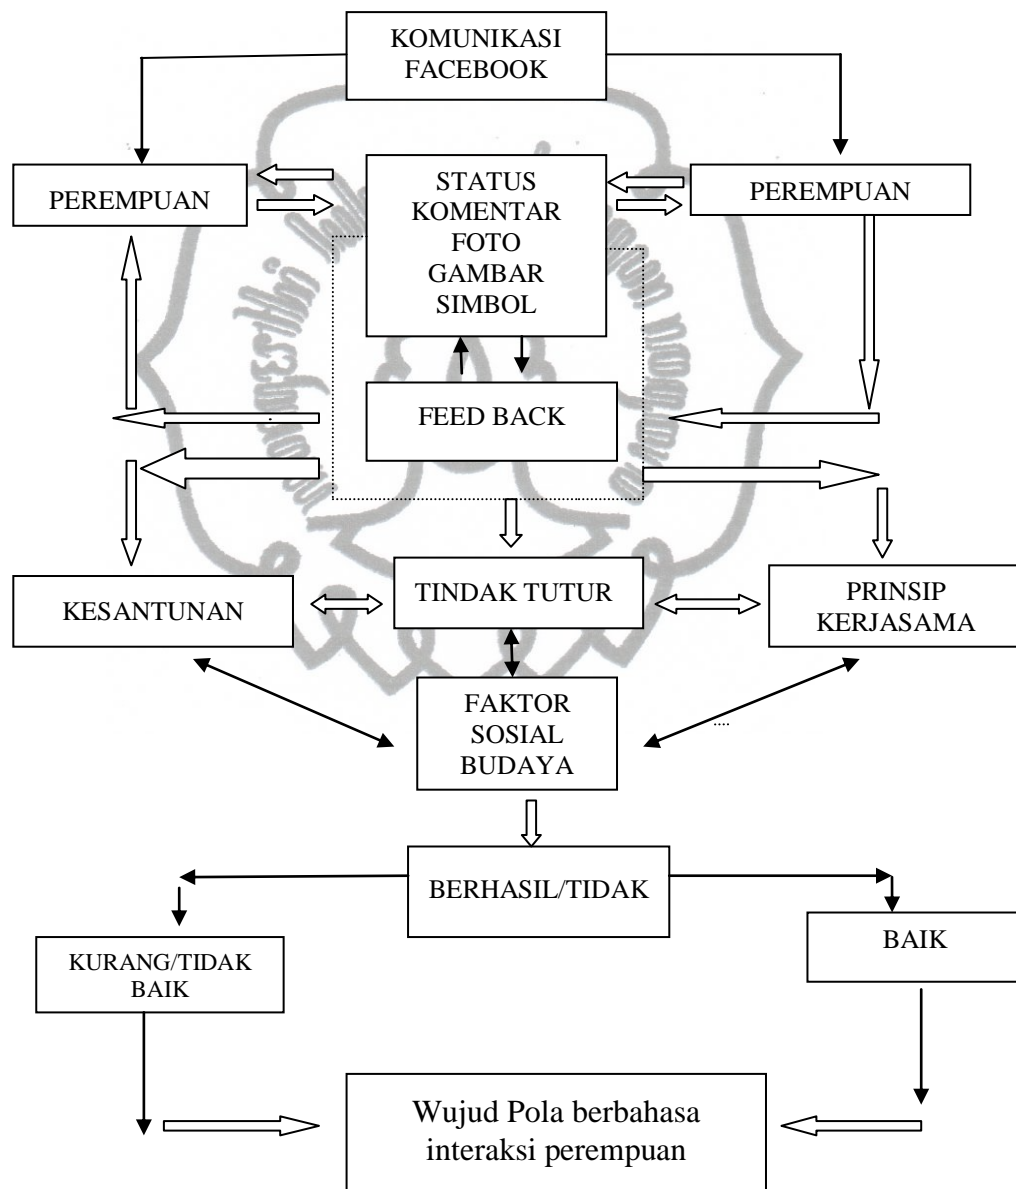 KOMUNIKASI
FACEBOOK
PEREMPUAN
STATUS
KOMENTAR
FOTO
GAMBAR
SIMBOL
PEREMPUAN
FEED BACK
KESANTUNAN
TINDAK TUTUR
PRINSIP
KERJASAMA
FAKTOR
SOSIAL
BUDAYA
....
BERHASIL/TIDAK
KURANG/TIDAK
BAIK
BAIK
Wujud Pola berbahasa
interaksi perempuan